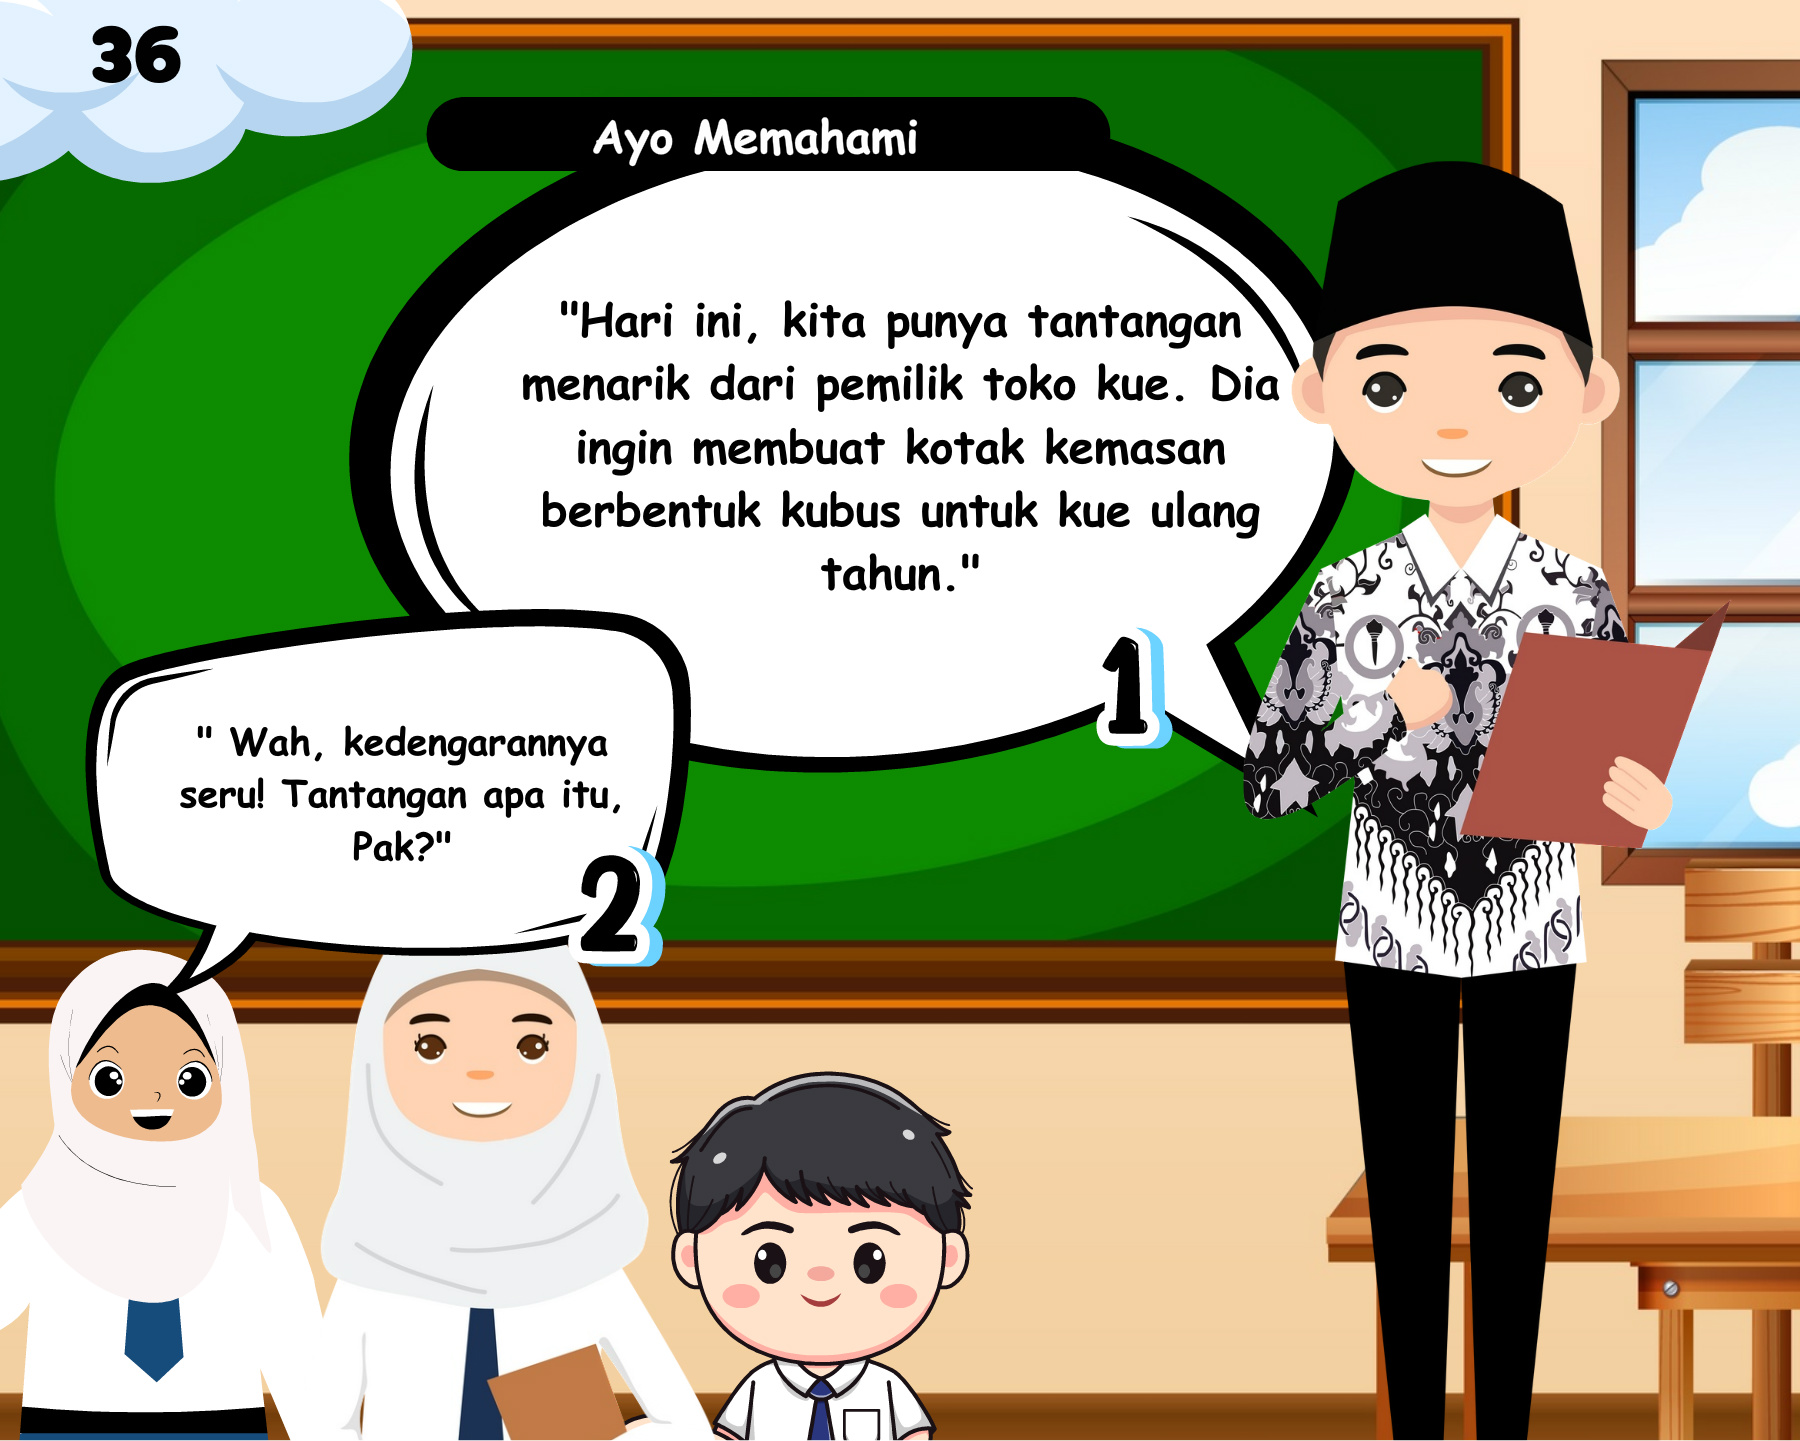 36
Ayo Memahami
"Hari ini, kita punya tantangan
menarik dari pemilik toko kue. Dia
ingin membuat kotak kemasan
berbentuk kubus untuk kue ulang
tahun."
1
" Wah, kedengarannya
seru! Tantangan apa itu,
Pak?"
2